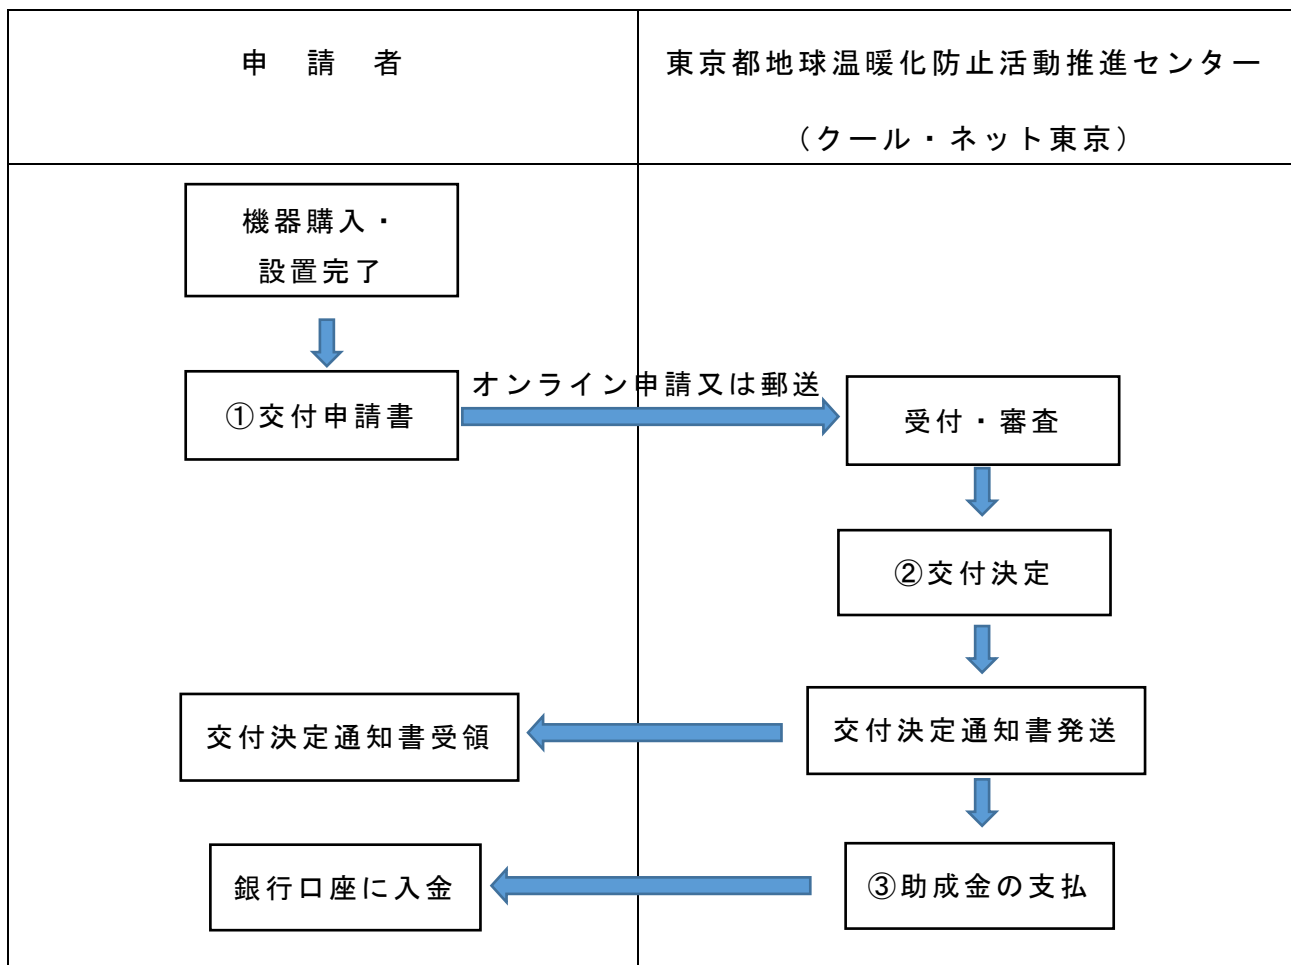 申　請　者
東京都地球温暖化防止活動推進センター
（クール・ネット東京）
機器購入・
設置完了
オンライン申請又は郵送
①交付申請書
受付・審査
②交付決定
交付決定通知書受領
交付決定通知書発送
銀行口座に入金
③助成金の支払